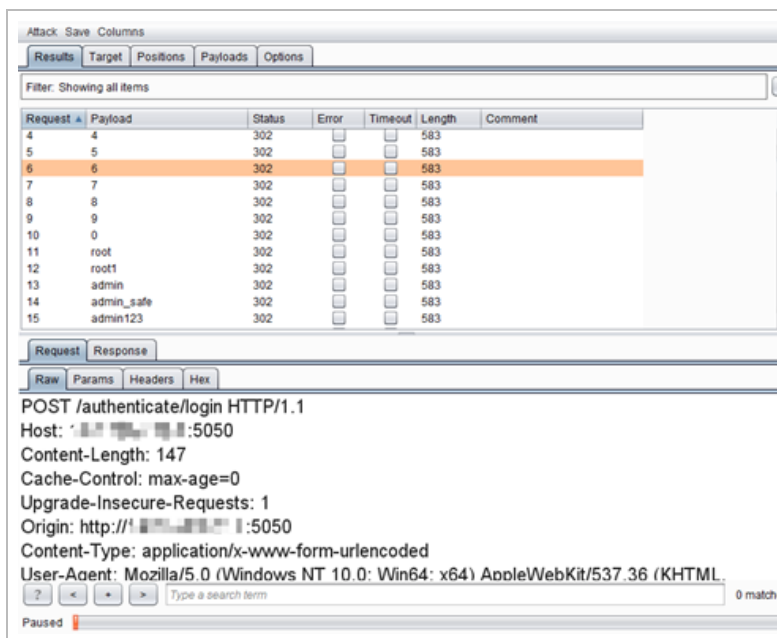 Attack Save Columns
Results Target Positions Payloads Options
Filter: Showing all items
Request Payload Status Error Timeout Length Comment
4 4 302 583
5 5 302 583
6 6 302 583
7 7 302 583
8 8 302 583
9 9 302 583
10 0 302 583
11 root 302 583
12 root1 302 583
13 admin 302 583
14 admin_safe 302 583
15 admin123 302 583
Request Response
Raw Params Headers Hex
POST /authenticate/login HTTP/1.1
Host: :5050
Content-Length: 147
Cache-Control: max-age=0
Upgrade-Insecure-Requests: 1
Origin: http:// :5050
Content-Type: application/x-www-form-urlencoded
User-Agent: Mozilla/5.0 (Windows NT 10.0; Win64; x64) AppleWebKit/537.36 (KHTML,
? < + > Type a search term 0 match
Paused